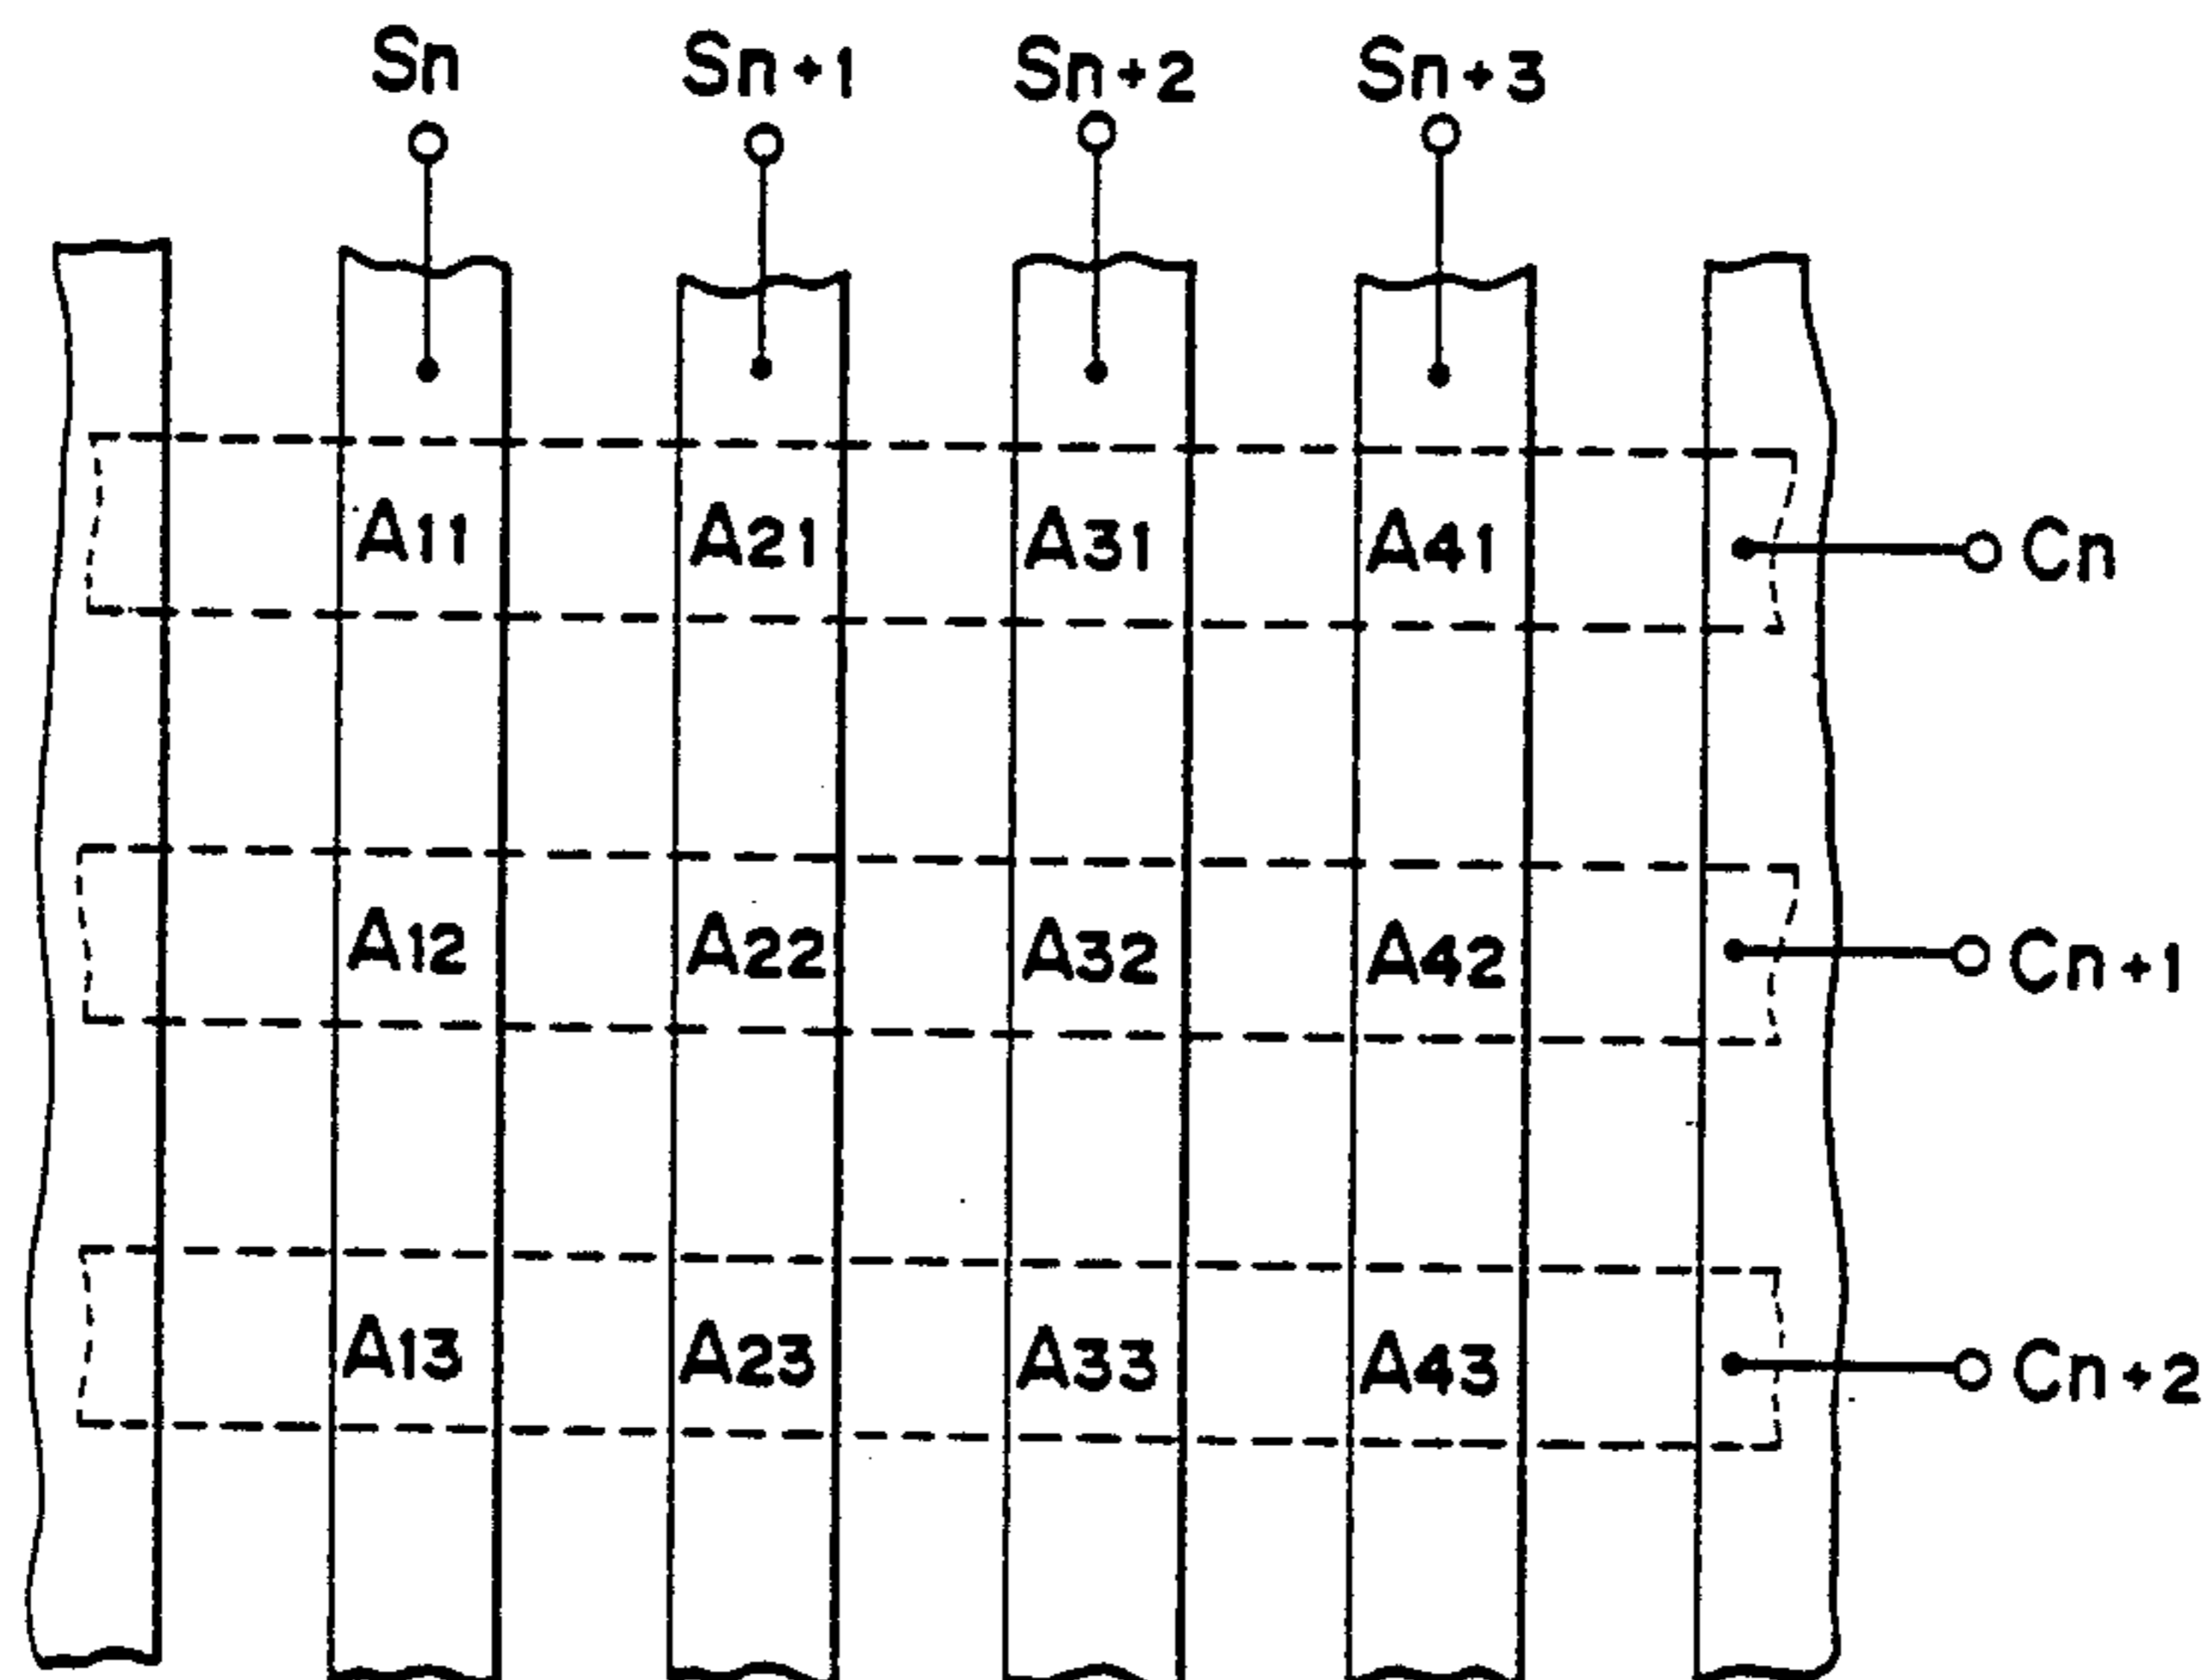 Sn Sn+1 Sn+2 Sn+3
A11 A21 A31 A41 Cn
A12 A22 A32 A42 Cn+1
A13 A23 A33 A43 Cn+2